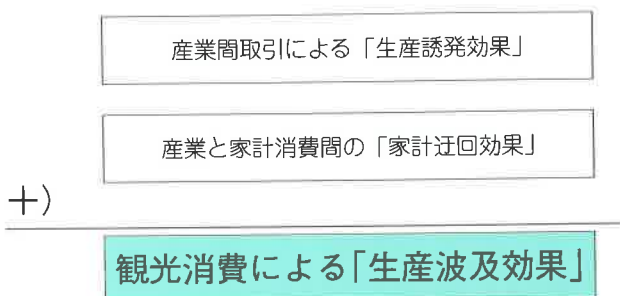 産業間取引による「生産誘発効果」
産業と家計消費間の「家計迂回効果」
+)
観光消費による「生産波及効果」